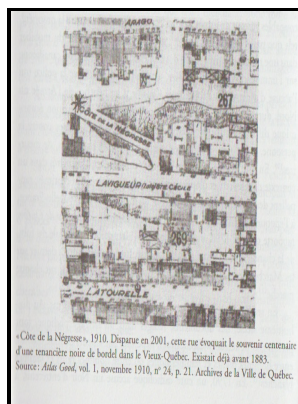 ARAGO
267
CÔTE DE LA NÉGRESSE
LAVIGUEUR
CÉCILE
269
LATOURELLE
«Côte de la Négresse», 1910. Disparue en 2001, cette rue évoquait le souvenir centenaire
d'une tenancière noire de bordel dans le Vieux-Québec. Existait déjà avant 1883.
Source: Atlas Goad, vol. 1, novembre 1910, n° 24, p. 21. Archives de la Ville de Québec.